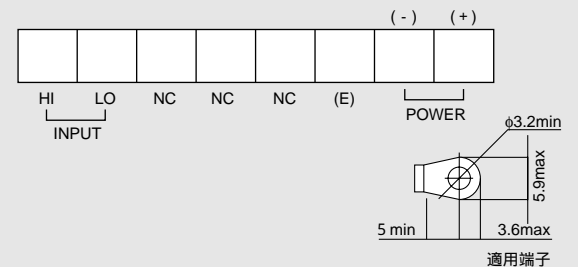 ( - ) ( + )
HI LO NC NC NC (E)
INPUT
POWER
ϕ3.2min
5.9max
5 min 3.6max
適用端子